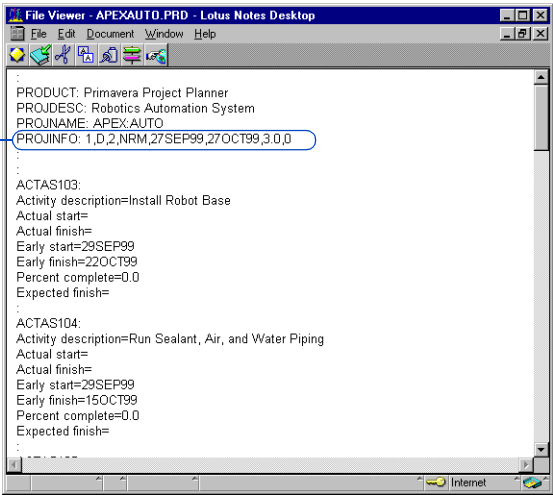 File Viewer - APEXAUTO.PRD - Lotus Notes Desktop
File Edit Document Window Help
:
PRODUCT: Primavera Project Planner
PROJDESC: Robotics Automation System
PROJNAME: APEX:AUTO
PROJINFO: 1,D,2,NRM,27SEP99,27OCT99,3.0,0
:
:
ACTAS103:
Activity description=Install Robot Base
Actual start=
Actual finish=
Early start=29SEP99
Early finish=22OCT99
Percent complete=0.0
Expected finish=
:
ACTAS104:
Activity description=Run Sealant, Air, and Water Piping
Actual start=
Actual finish=
Early start=29SEP99
Early finish=15OCT99
Percent complete=0.0
Expected finish=
:
Internet